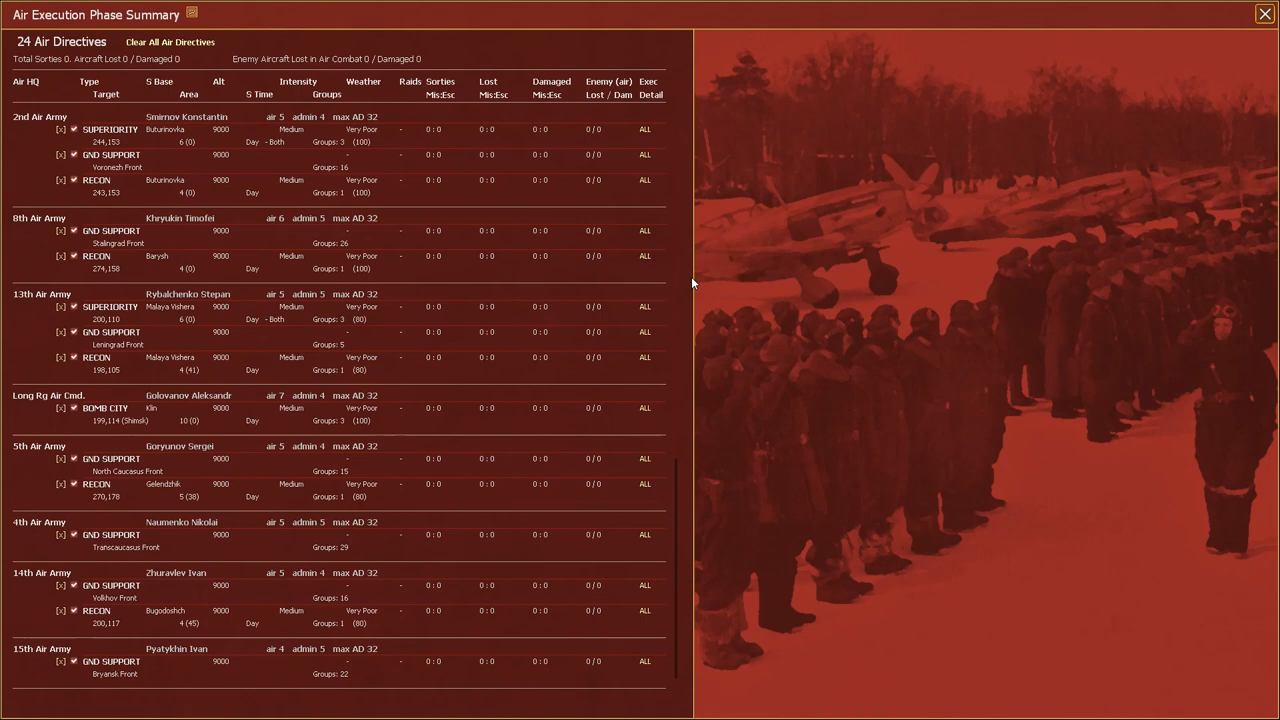 Air Execution Phase Summary
24 Air Directives Clear All Air Directives
Total Sorties 0. Aircraft Lost 0 / Damaged 0 Enemy Aircraft Lost in Air Combat 0 / Damaged 0
Air HQ Type S Base Alt Intensity Weather Raids Sorties Lost Damaged Enemy (air) Exec
Target Area S Time Groups Mis:Esc Mis:Esc Mis:Esc Lost / Dam Detail
2nd Air Army Smirnov Konstantin air 5 admin 4 max AD 32
[x] SUPERIORITY Buturinovka 9000 Medium Very Poor - 0 : 0 0 : 0 0 : 0 0 / 0 ALL
244,153 6 (0) Day - Both Groups: 3 (100)
[x] GND SUPPORT 9000 - 0 : 0 0 : 0 0 : 0 0 / 0 ALL
Voronezh Front Groups: 16
[x] RECON Buturinovka 9000 Medium Very Poor - 0 : 0 0 : 0 0 : 0 0 / 0 ALL
243,153 4 (0) Day Groups: 1 (100)
8th Air Army Khryukin Timofei air 6 admin 5 max AD 32
[x] GND SUPPORT 9000 - 0 : 0 0 : 0 0 : 0 0 / 0 ALL
Stalingrad Front Groups: 26
[x] RECON Barysh 9000 Medium Very Poor - 0 : 0 0 : 0 0 : 0 0 / 0 ALL
274,158 4 (0) Day Groups: 1 (100)
13th Air Army Rybalchenko Stepan air 5 admin 5 max AD 32
[x] SUPERIORITY Malaya Vishera 9000 Medium Very Poor - 0 : 0 0 : 0 0 : 0 0 / 0 ALL
200,110 6 (0) Day - Both Groups: 3 (80)
[x] GND SUPPORT 9000 - 0 : 0 0 : 0 0 : 0 0 / 0 ALL
Leningrad Front Groups: 5
[x] RECON Malaya Vishera 9000 Medium Very Poor - 0 : 0 0 : 0 0 : 0 0 / 0 ALL
198,105 4 (41) Day Groups: 1 (80)
Long Rg Air Cmd. Golovanov Aleksandr air 7 admin 4 max AD 32
[x] BOMB CITY Klin 9000 Medium Very Poor - 0 : 0 0 : 0 0 : 0 0 / 0 ALL
199,114 (Shimsk) 10 (0) Day Groups: 3 (100)
5th Air Army Goryunov Sergei air 5 admin 4 max AD 32
[x] GND SUPPORT 9000 - 0 : 0 0 : 0 0 : 0 0 / 0 ALL
North Caucasus Front Groups: 15
[x] RECON Gelendzhik 9000 Medium Very Poor - 0 : 0 0 : 0 0 : 0 0 / 0 ALL
270,178 5 (38) Day Groups: 1 (80)
4th Air Army Naumenko Nikolai air 5 admin 5 max AD 32
[x] GND SUPPORT 9000 - 0 : 0 0 : 0 0 : 0 0 / 0 ALL
Transcaucasus Front Groups: 29
14th Air Army Zhuravlev Ivan air 5 admin 4 max AD 32
[x] GND SUPPORT 9000 - 0 : 0 0 : 0 0 : 0 0 / 0 ALL
Volkhov Front Groups: 16
[x] RECON Bugodoshch 9000 Medium Very Poor - 0 : 0 0 : 0 0 : 0 0 / 0 ALL
200,117 4 (45) Day Groups: 1 (80)
15th Air Army Pyatykhin Ivan air 4 admin 5 max AD 32
[x] GND SUPPORT 9000 - 0 : 0 0 : 0 0 : 0 0 / 0 ALL
Bryansk Front Groups: 22